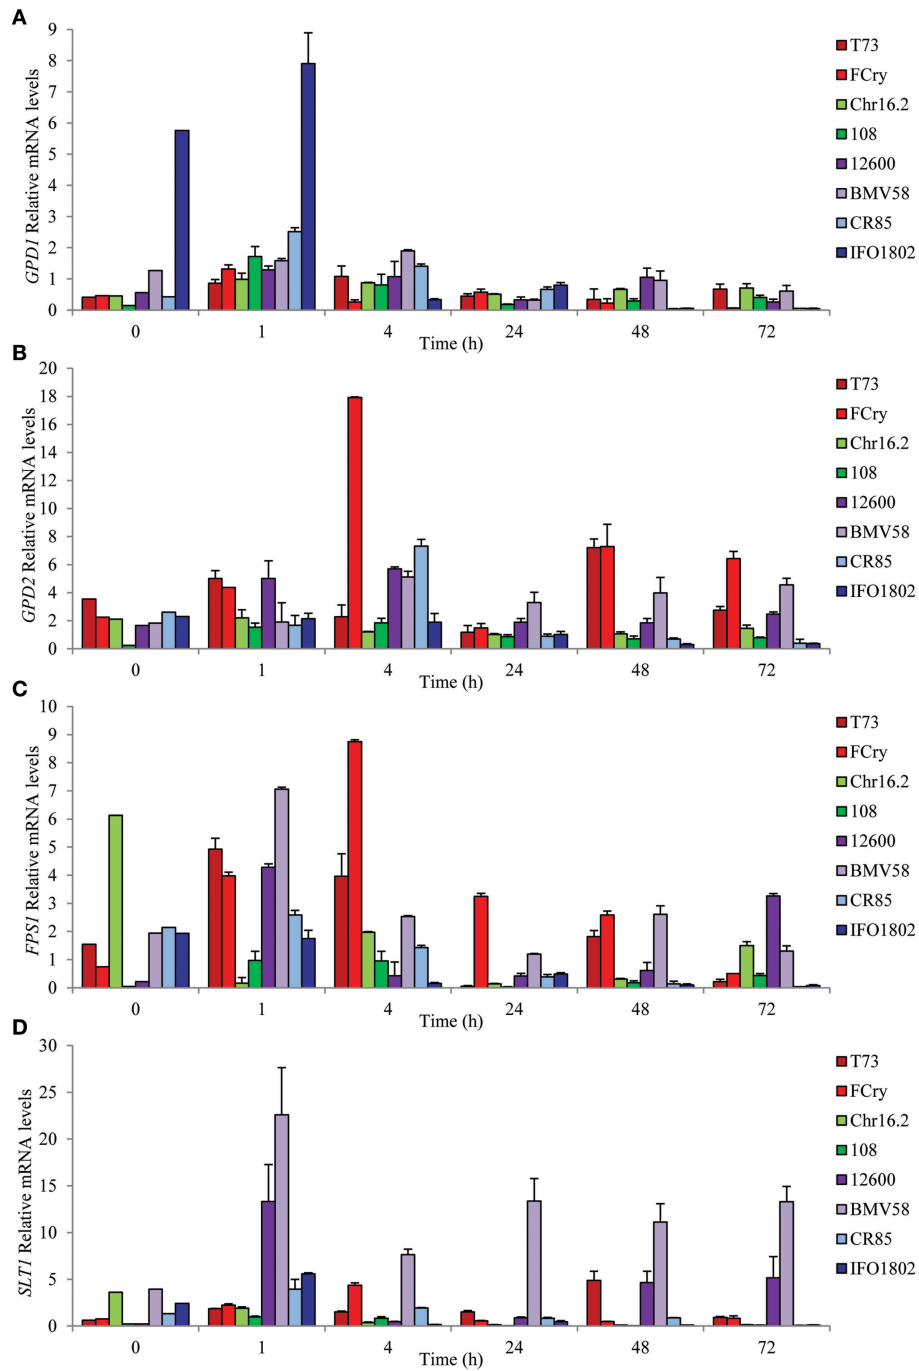 A
GPD1 Relative mRNA levels
9
8
7
6
5
4
3
2
1
0
0 1 4 24 48 72
Time (h)
T73
FCry
Chr16.2
108
12600
BMV58
CR85
IFO1802
B
GPD2 Relative mRNA levels
20
18
16
14
12
10
8
6
4
2
0
0 1 4 24 48 72
Time (h)
T73
FCry
Chr16.2
108
12600
BMV58
CR85
IFO1802
C
FPS1 Relative mRNA levels
10
9
8
7
6
5
4
3
2
1
0
0 1 4 24 48 72
Time (h)
T73
FCry
Chr16.2
108
12600
BMV58
CR85
IFO1802
D
SLT1 Relative mRNA levels
30
25
20
15
10
5
0
0 1 4 24 48 72
Time (h)
T73
FCry
Chr16.2
108
12600
BMV58
CR85
IFO1802